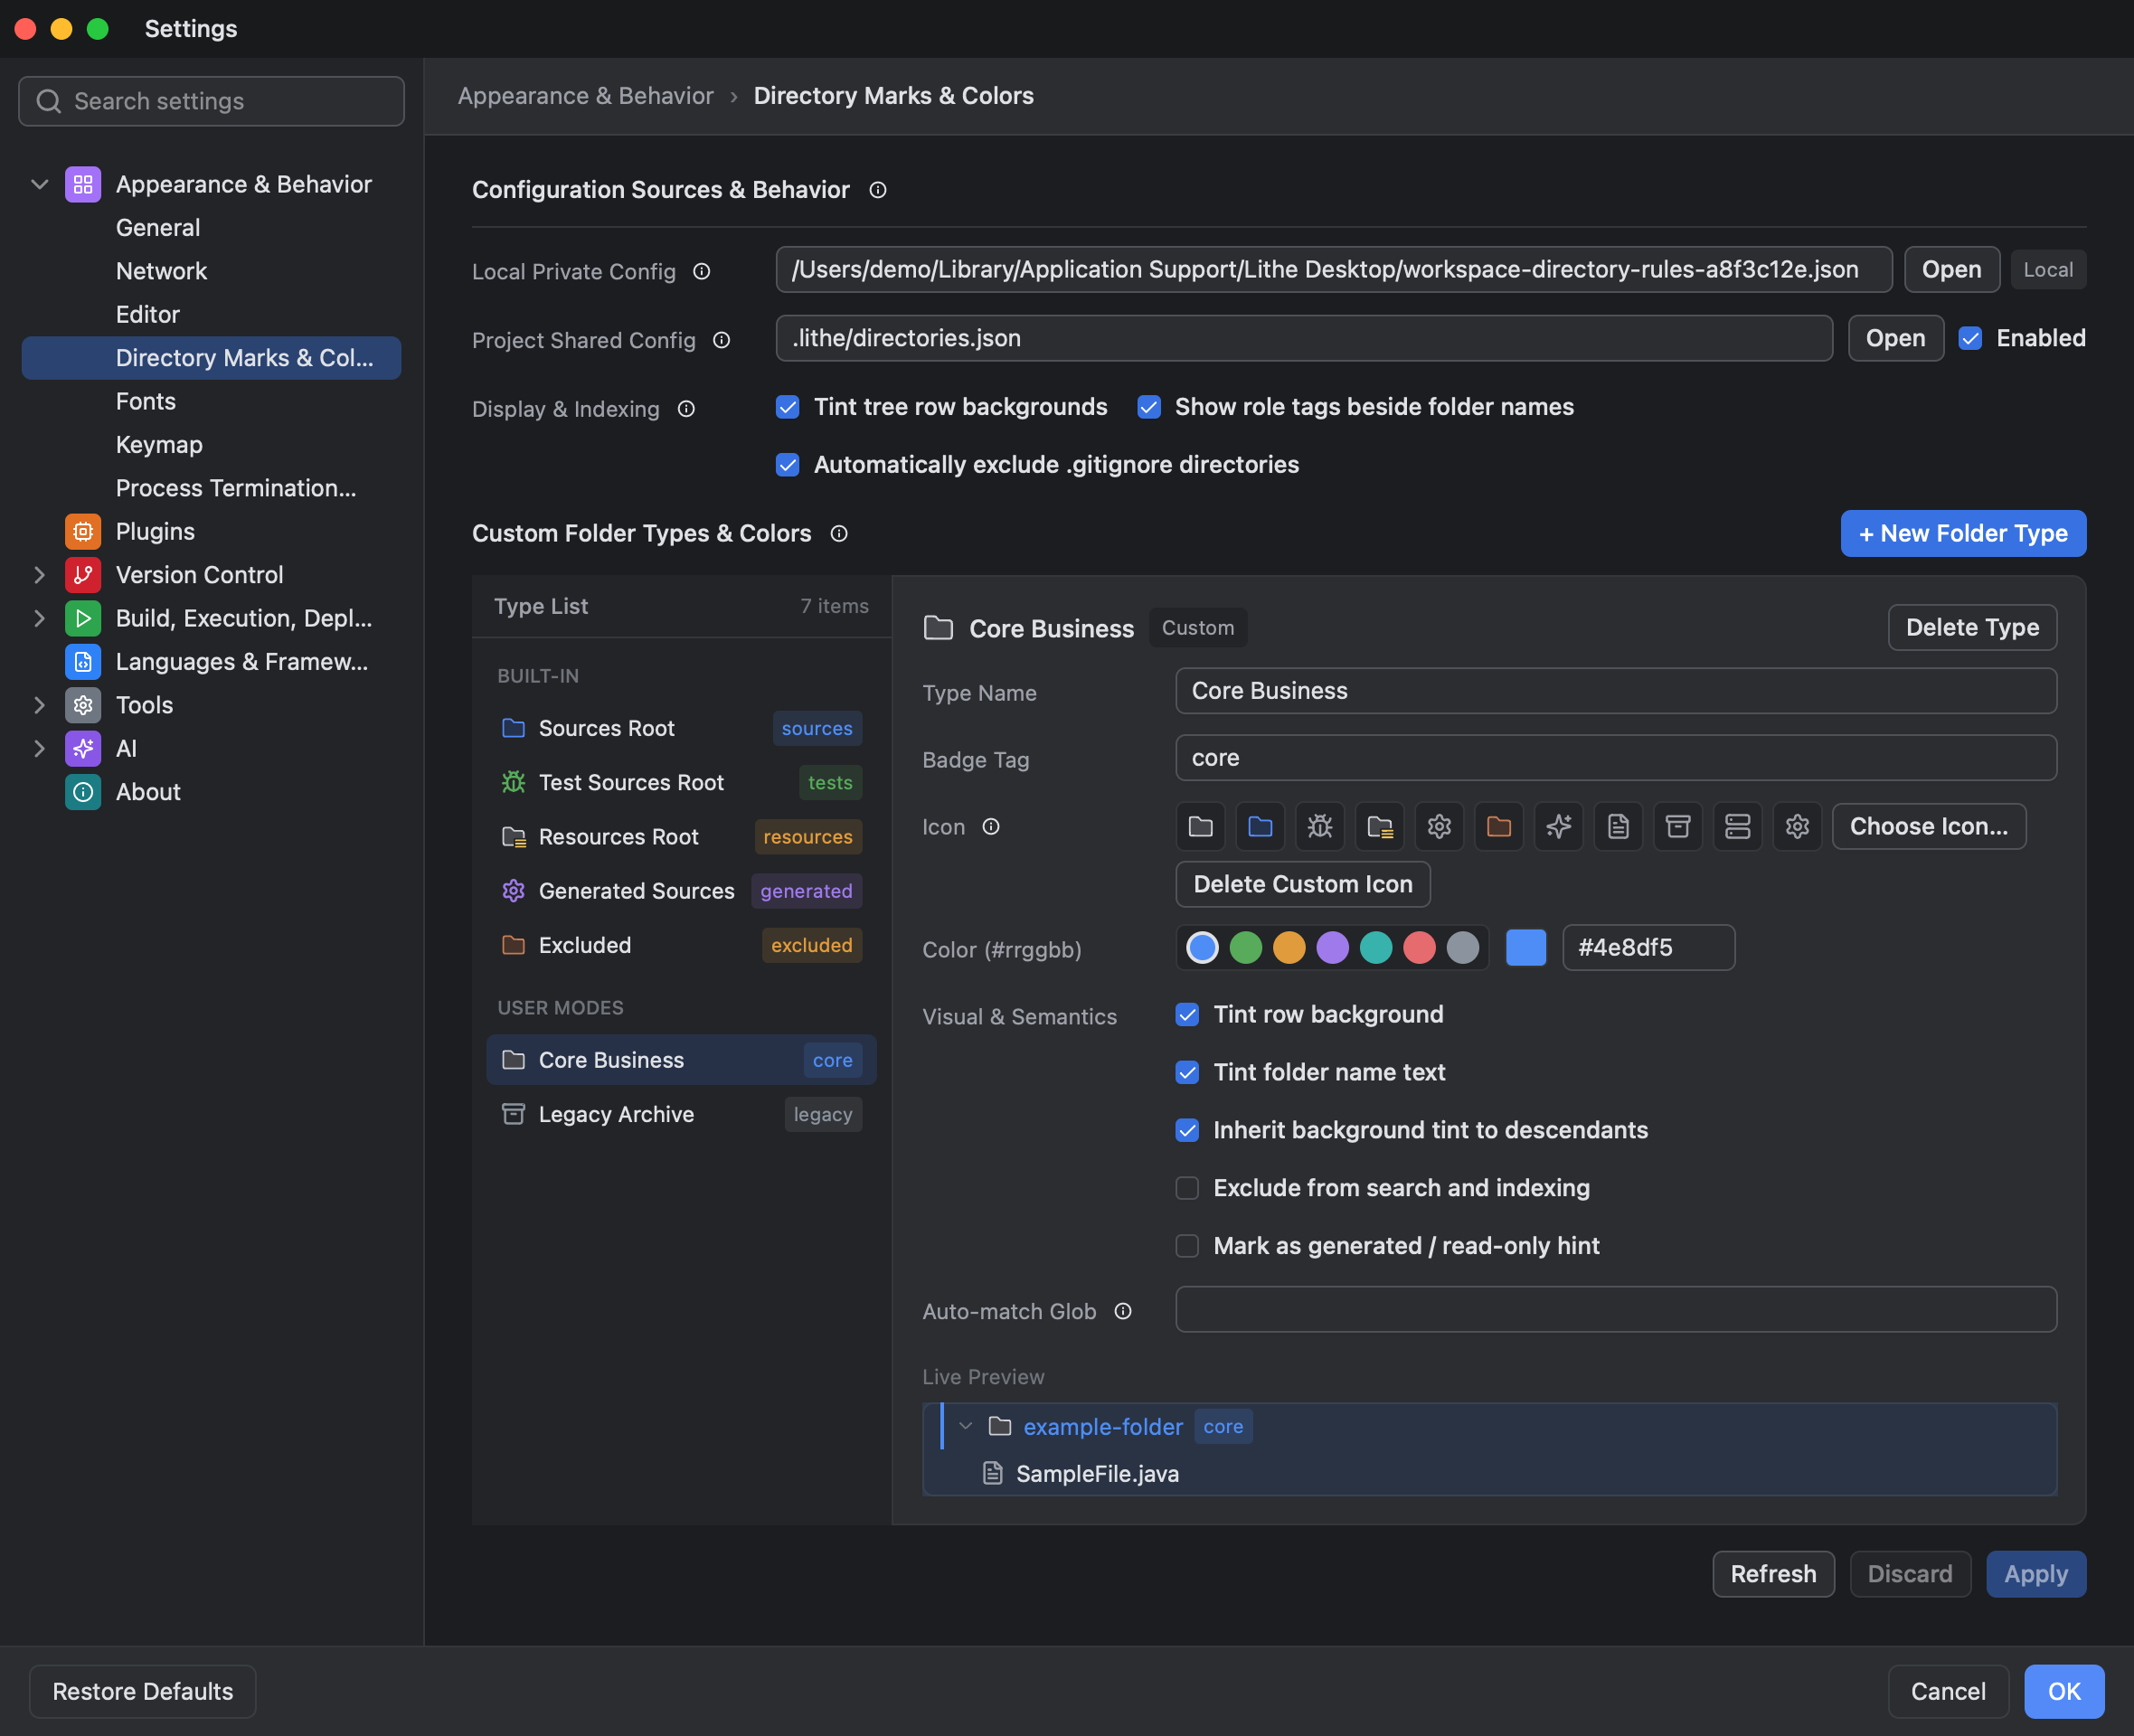 Settings
Search settings
Appearance & Behavior
General
Network
Editor
Directory Marks & Col...
Fonts
Keymap
Process Termination...
Plugins
Version Control
Build, Execution, Depl...
Languages & Framew...
Tools
AI
About
Appearance & Behavior › Directory Marks & Colors
Configuration Sources & Behavior
Local Private Config /Users/demo/Library/Application Support/Lithe Desktop/workspace-directory-rules-a8f3c12e.json Open Local
Project Shared Config .lithe/directories.json Open Enabled
Display & Indexing Tint tree row backgrounds Show role tags beside folder names
Automatically exclude .gitignore directories
Custom Folder Types & Colors + New Folder Type
Type List 7 items
BUILT-IN
Sources Root sources
Test Sources Root tests
Resources Root resources
Generated Sources generated
Excluded excluded
USER MODES
Core Business core
Legacy Archive legacy
Core Business Custom Delete Type
Type Name Core Business
Badge Tag core
Icon Choose Icon...
Delete Custom Icon
Color (#rrggbb) #4e8df5
Visual & Semantics Tint row background
Tint folder name text
Inherit background tint to descendants
Exclude from search and indexing
Mark as generated / read-only hint
Auto-match Glob
Live Preview
example-folder core
SampleFile.java
Refresh Discard Apply
Restore Defaults Cancel OK